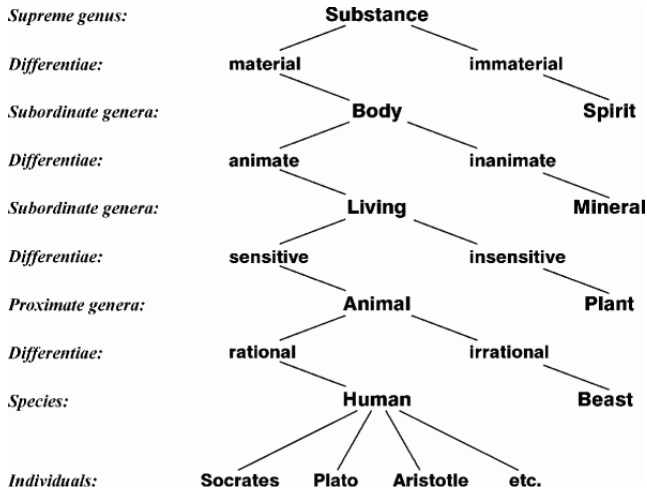 Supreme genus: Substance
Differentiae: material immaterial
Subordinate genera: Body Spirit
Differentiae: animate inanimate
Subordinate genera: Living Mineral
Differentiae: sensitive insensitive
Proximate genera: Animal Plant
Differentiae: rational irrational
Species: Human Beast
Individuals: Socrates Plato Aristotle etc.